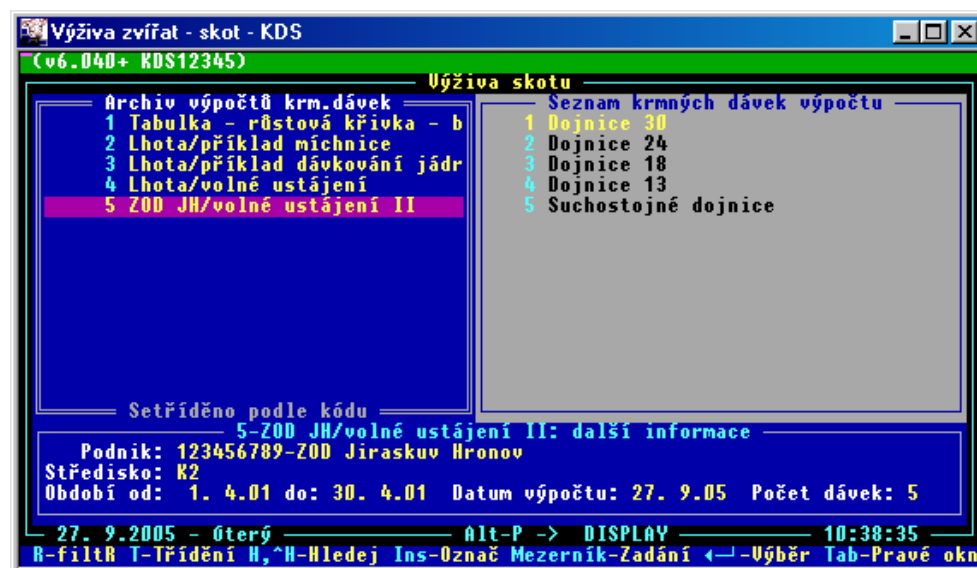 Výživa zvířat - skot - KDS
(v6.040+ KDS12345)
Výživa skotu
Archiv výpočtů krm.dávek
1 Tabulka - růstová křivka - b
2 Lhota/příklad míchnice
3 Lhota/příklad dávkování jádr
4 Lhota/volné ustájení
5 ZOD JH/volné ustájení II
Setříděno podle kódu
Seznam krmných dávek výpočtu
1 Dojnice 30
2 Dojnice 24
3 Dojnice 18
4 Dojnice 13
5 Suchostojné dojnice
5-ZOD JH/volné ustájení II: další informace
Podnik: 123456789-ZOD Jiraskuv Hronov
Středisko: K2
Období od: 1. 4.01 do: 30. 4.01 Datum výpočtu: 27. 9.05 Počet dávek: 5
27. 9.2005 - úterý Alt-P -> DISPLAY 10:38:35
R-filtR T-Třídění H,^H-Hledej Ins-Označ Mezerník-Zadání ←┘-Výběr Tab-Pravé okn